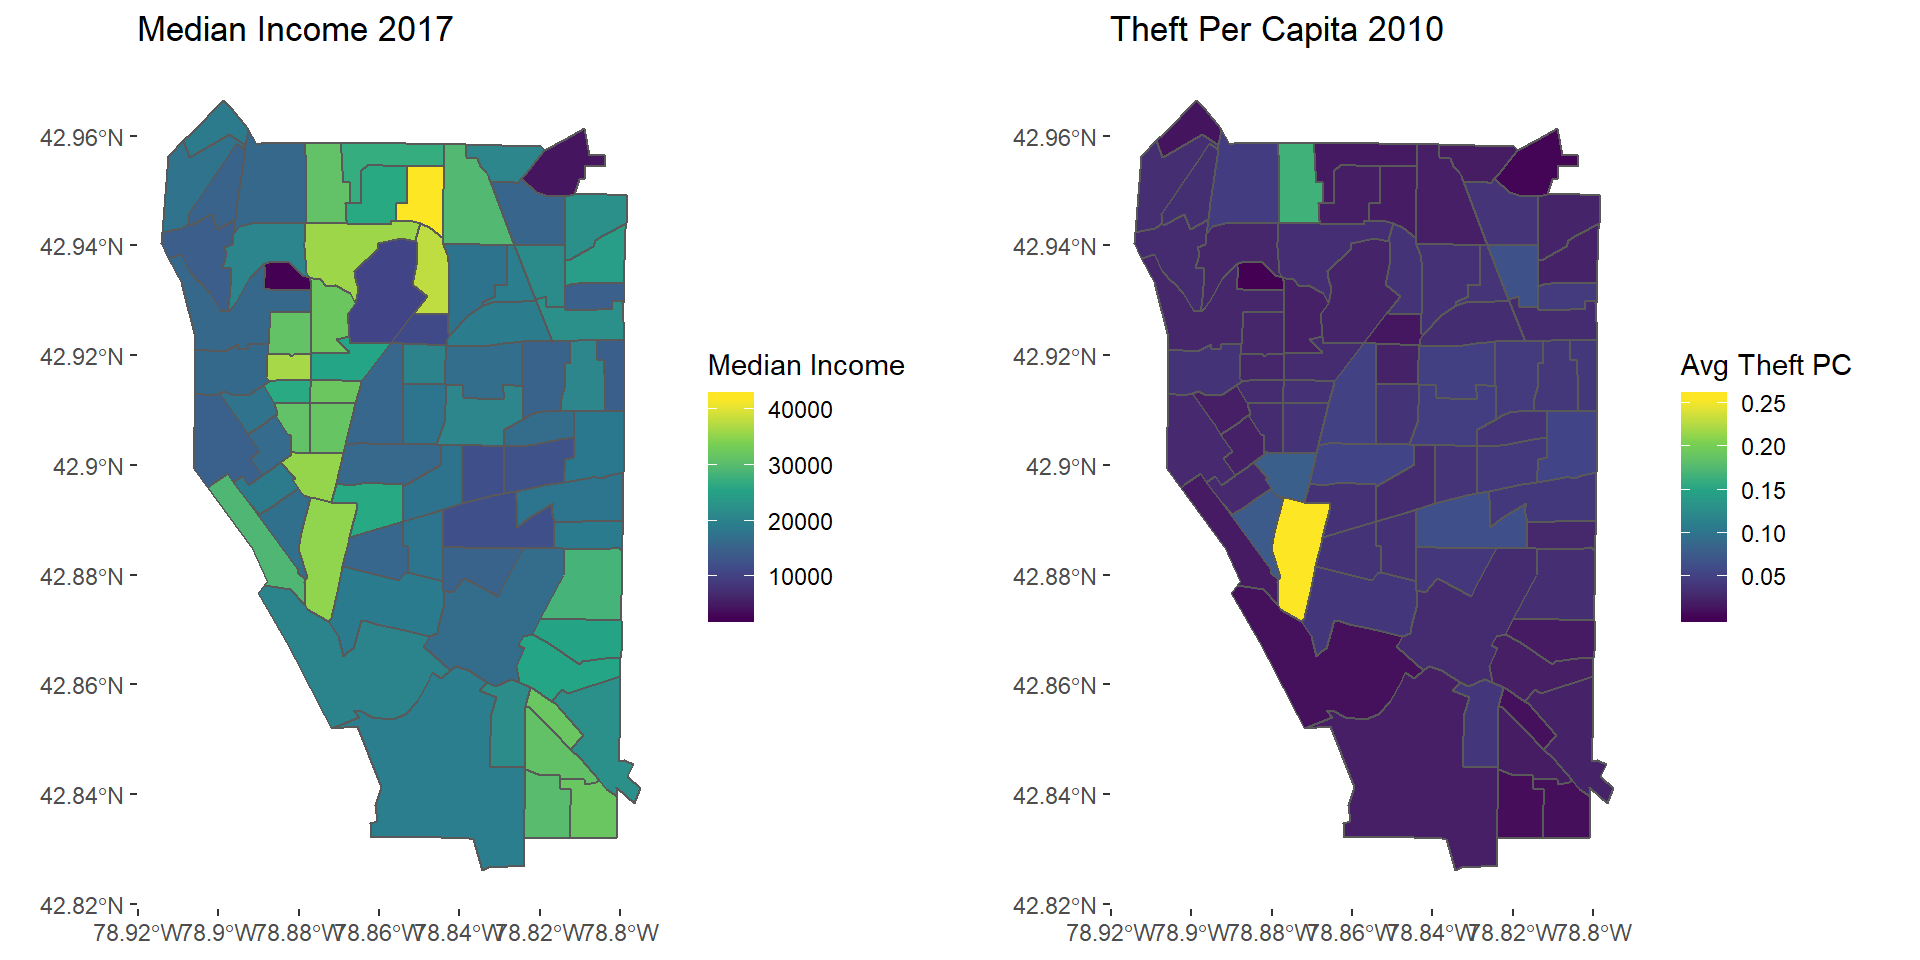 Median Income 2017
42.96°N
42.94°N
42.92°N
42.9°N
42.88°N
42.86°N
42.84°N
42.82°N
78.92°W 78.9°W 78.88°W 78.86°W 78.84°W 78.82°W 78.8°W
Median Income
40000
30000
20000
10000
Theft Per Capita 2010
42.96°N
42.94°N
42.92°N
42.9°N
42.88°N
42.86°N
42.84°N
42.82°N
78.92°W 78.9°W 78.88°W 78.86°W 78.84°W 78.82°W 78.8°W
Avg Theft PC
0.25
0.20
0.15
0.10
0.05